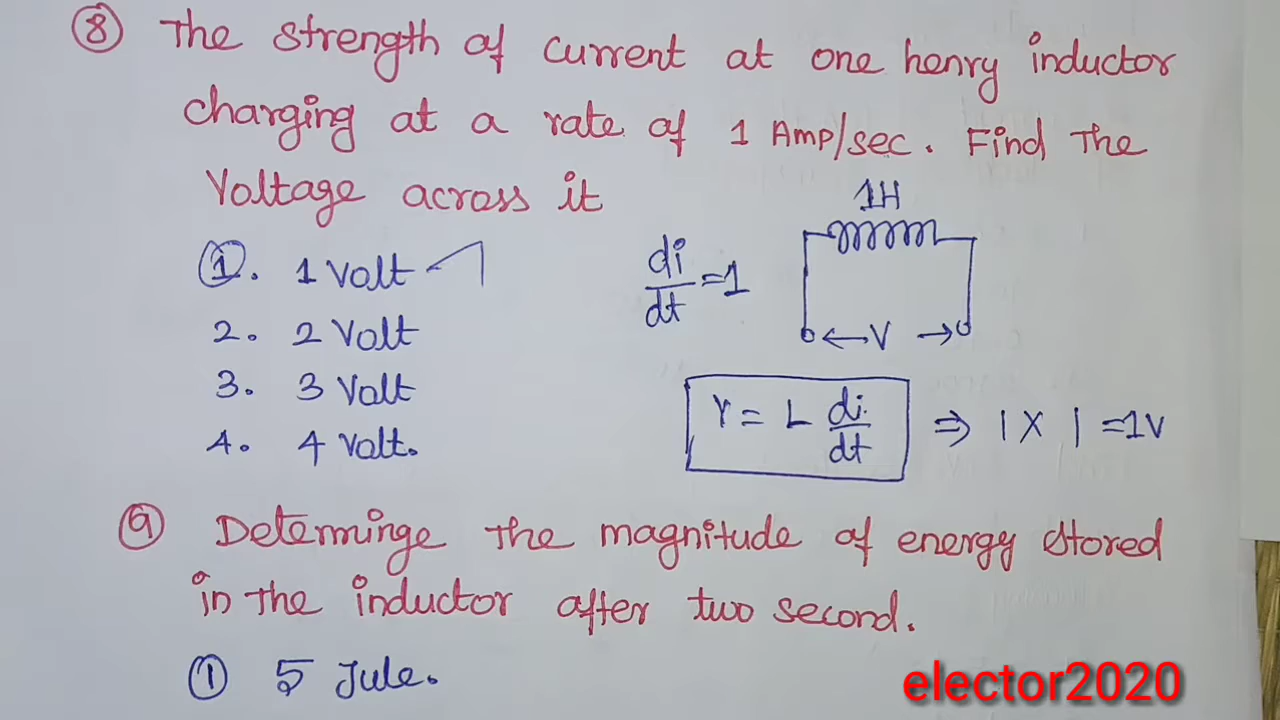 ⑧ The strength of current at one henry inductor
charging at a rate of 1 Amp/sec. Find the
Voltage across it
①. 1 Volt
2. 2 Volt
3. 3 Volt
4. 4 Volt.
1H
di/dt = 1
V
V = L di/dt ⇒ 1 X 1 = 1V
⑨ Determinge the magnitude of energy stored
in the inductor after two second.
① 5 Jule.
elector2020